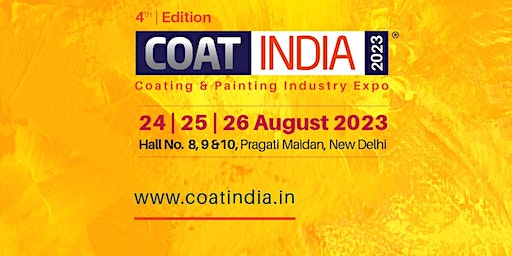 4th | Edition
COAT INDIA 2023 ®
Coating & Painting Industry Expo
24 | 25 | 26 August 2023
Hall No. 8, 9 &10, Pragati Maidan, New Delhi
www.coatindia.in